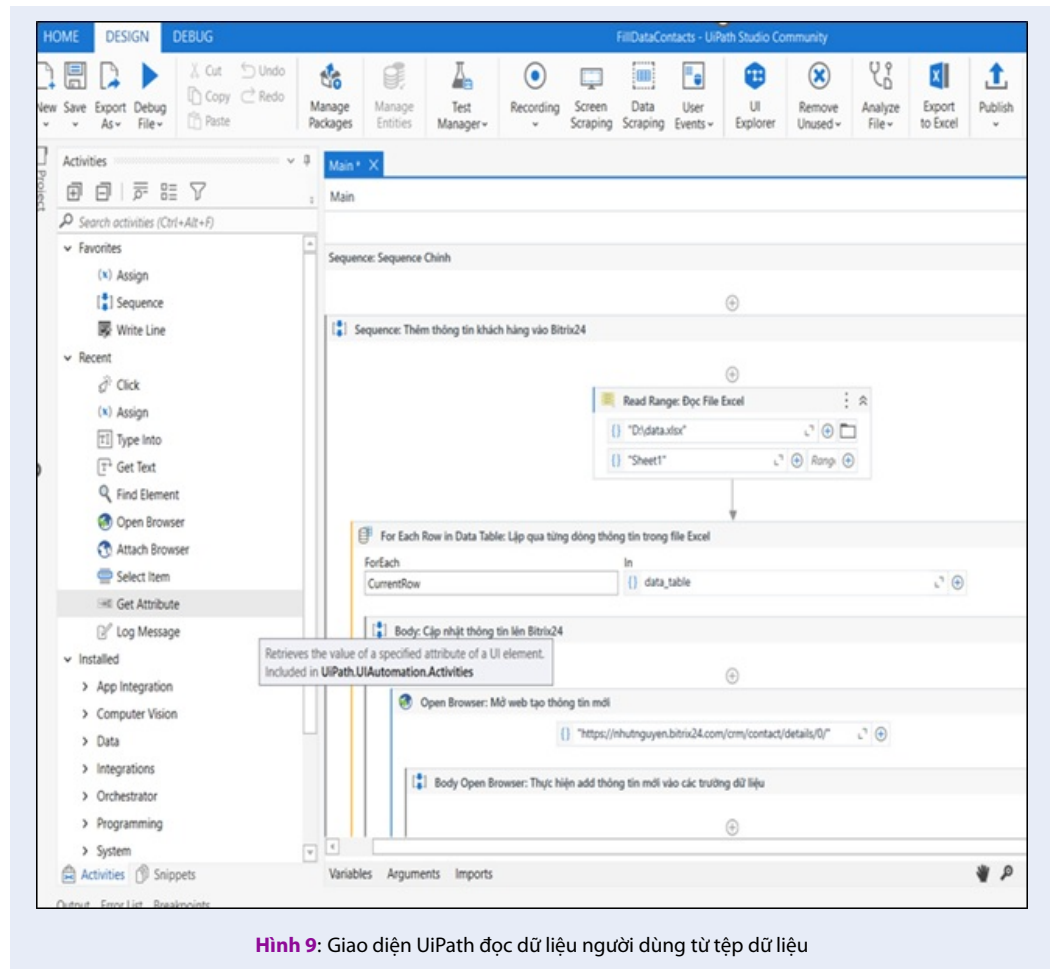 HOME DESIGN DEBUG FillDataContacts - UiPath Studio Community
New Save Export As Debug File Cut Copy Paste Undo Redo Manage Packages Manage Entities Test Manager Recording Screen Scraping Data Scraping User Events UI Explorer Remove Unused Analyze File Export to Excel Publish
Project
Activities
Search activities (Ctrl+Alt+F)
Favorites
(x) Assign
Sequence
Write Line
Recent
Click
(x) Assign
Type Into
Get Text
Find Element
Open Browser
Attach Browser
Select Item
Get Attribute
Log Message
Installed
App Integration
Computer Vision
Data
Integrations
Orchestrator
Programming
System
Activities Snippets
Output Error List Breakpoints
Retrieves the value of a specified attribute of a UI element.
Included in UiPath.UIAutomation.Activities
Main* X
Main
Sequence: Sequence Chính
Sequence: Thêm thông tin khách hàng vào Bitrix24
Read Range: Đọc File Excel
{} "D:\data.xlsx"
{} "Sheet1" Rang
For Each Row in Data Table: Lặp qua từng dòng thông tin trong file Excel
ForEach In
CurrentRow {} data_table
Body: Cập nhật thông tin lên Bitrix24
Open Browser: Mở web tạo thông tin mới
{} "https://nhutnguyen.bitrix24.com/crm/contact/details/0/"
Body Open Browser: Thực hiện add thông tin mới vào các trường dữ liệu
Variables Arguments Imports
Hình 9: Giao diện UiPath đọc dữ liệu người dùng từ tệp dữ liệu